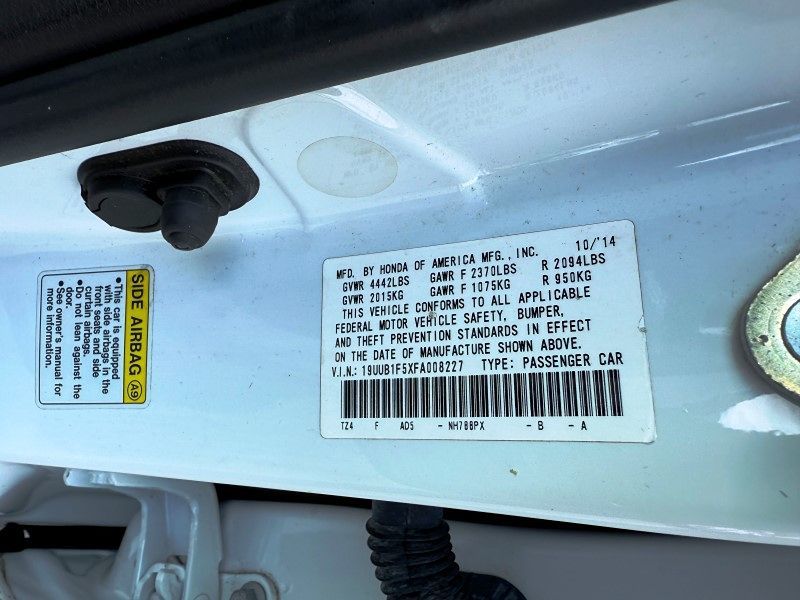 MFD. BY HONDA OF AMERICA MFG., INC. 10/'14
GVWR 4442LBS GAWR F 2370LBS R 2094LBS
GVWR 2015KG GAWR F 1075KG R 950KG
THIS VEHICLE CONFORMS TO ALL APPLICABLE
FEDERAL MOTOR VEHICLE SAFETY, BUMPER,
AND THEFT PREVENTION STANDARDS IN EFFECT
ON THE DATE OF MANUFACTURE SHOWN ABOVE.
V.I.N.: 19UUB1F5XFA008227 TYPE: PASSENGER CAR
TZ4 F AD5 - NH788PX - B - A
SIDE AIRBAG A9
•This car is equipped
with side airbags in the
front seats and side
curtain airbags.
•Do not lean against the
door.
•See owner's manual for
more information.